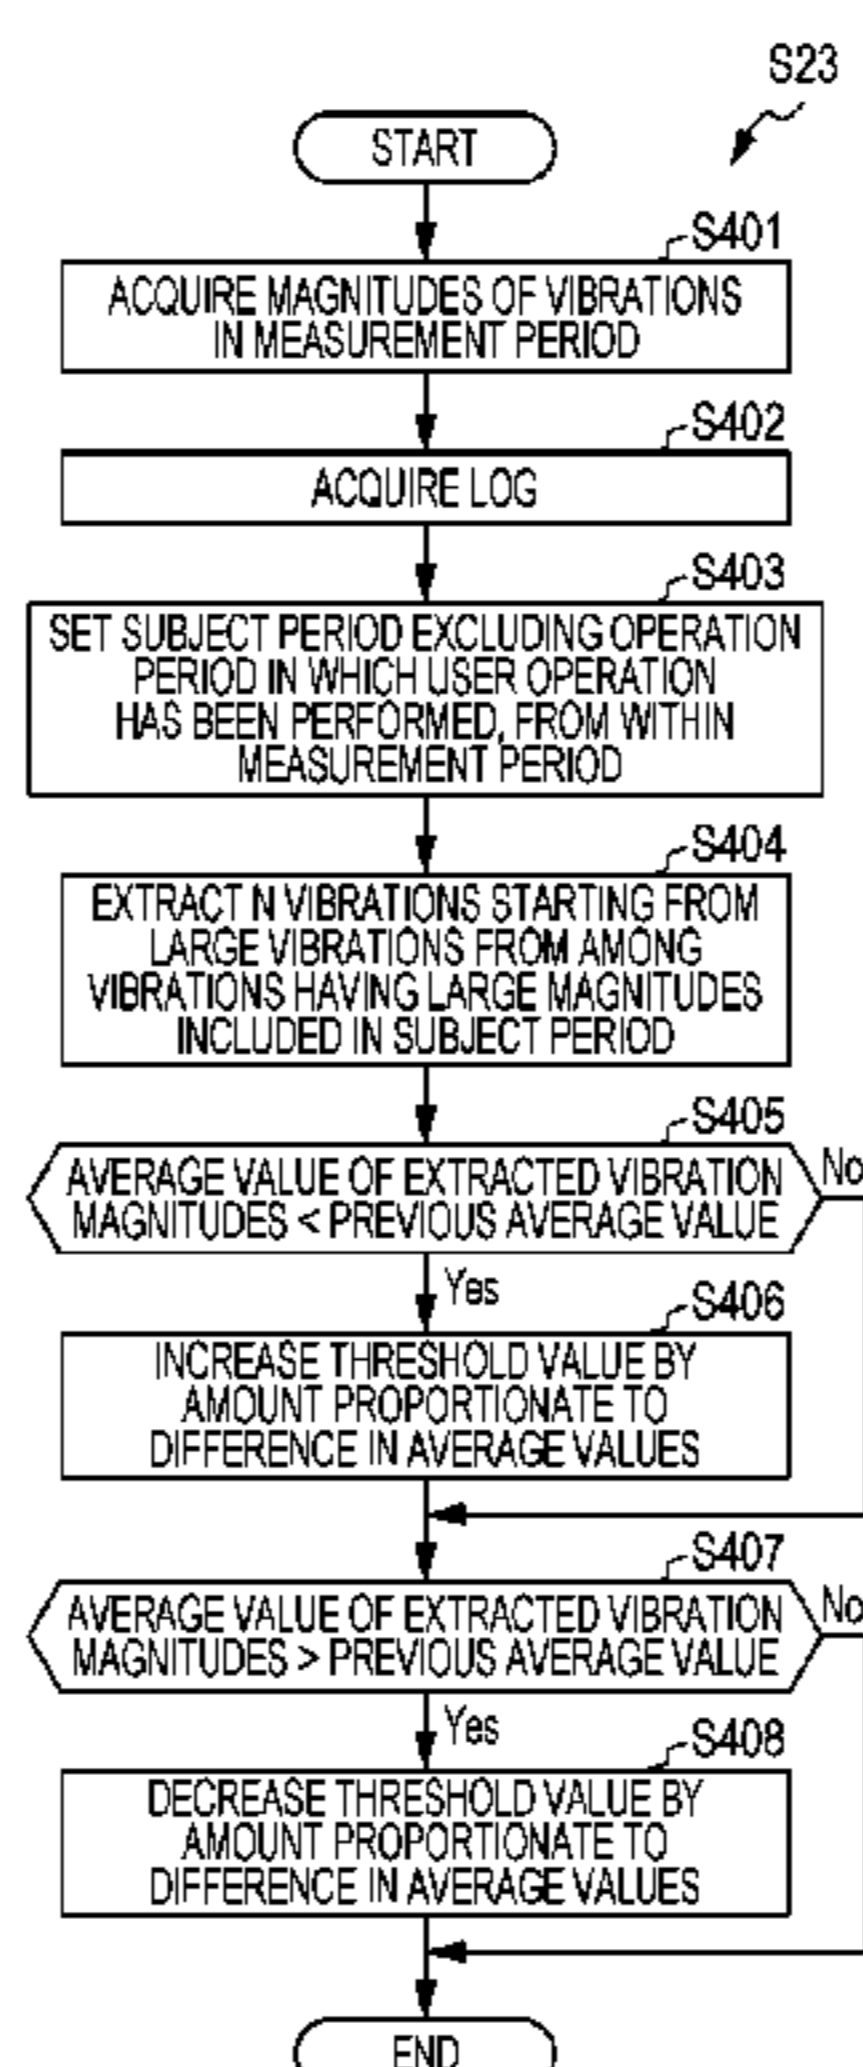 S23
START
S401
ACQUIRE MAGNITUDES OF VIBRATIONS
IN MEASUREMENT PERIOD
S402
ACQUIRE LOG
S403
SET SUBJECT PERIOD EXCLUDING OPERATION
PERIOD IN WHICH USER OPERATION
HAS BEEN PERFORMED, FROM WITHIN
MEASUREMENT PERIOD
S404
EXTRACT N VIBRATIONS STARTING FROM
LARGE VIBRATIONS FROM AMONG
VIBRATIONS HAVING LARGE MAGNITUDES
INCLUDED IN SUBJECT PERIOD
S405
AVERAGE VALUE OF EXTRACTED VIBRATION
MAGNITUDES < PREVIOUS AVERAGE VALUE
No
Yes
S406
INCREASE THRESHOLD VALUE BY
AMOUNT PROPORTIONATE TO
DIFFERENCE IN AVERAGE VALUES
S407
AVERAGE VALUE OF EXTRACTED VIBRATION
MAGNITUDES > PREVIOUS AVERAGE VALUE
No
Yes
S408
DECREASE THRESHOLD VALUE BY
AMOUNT PROPORTIONATE TO
DIFFERENCE IN AVERAGE VALUES
END